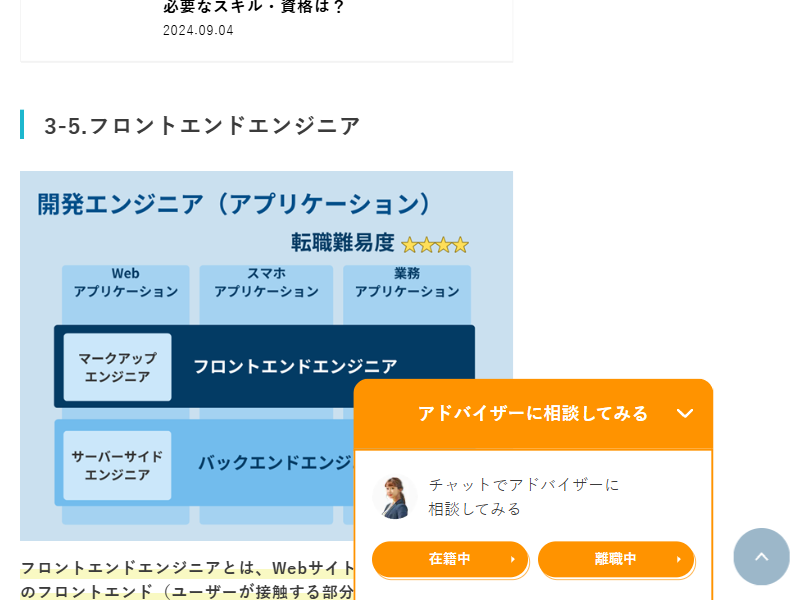 必要なスキル・資格は？
2024.09.04
3-5.フロントエンドエンジニア
開発エンジニア（アプリケーション）
転職難易度
Web
アプリケーション
スマホ
アプリケーション
業務
アプリケーション
マークアップ
エンジニア
フロントエンドエンジニア
サーバーサイド
エンジニア
バックエンドエンジ
フロントエンドエンジニアとは、Webサイト
のフロントエンド（ユーザーが接触する部分
アドバイザーに相談してみる
チャットでアドバイザーに
相談してみる
在籍中
離職中